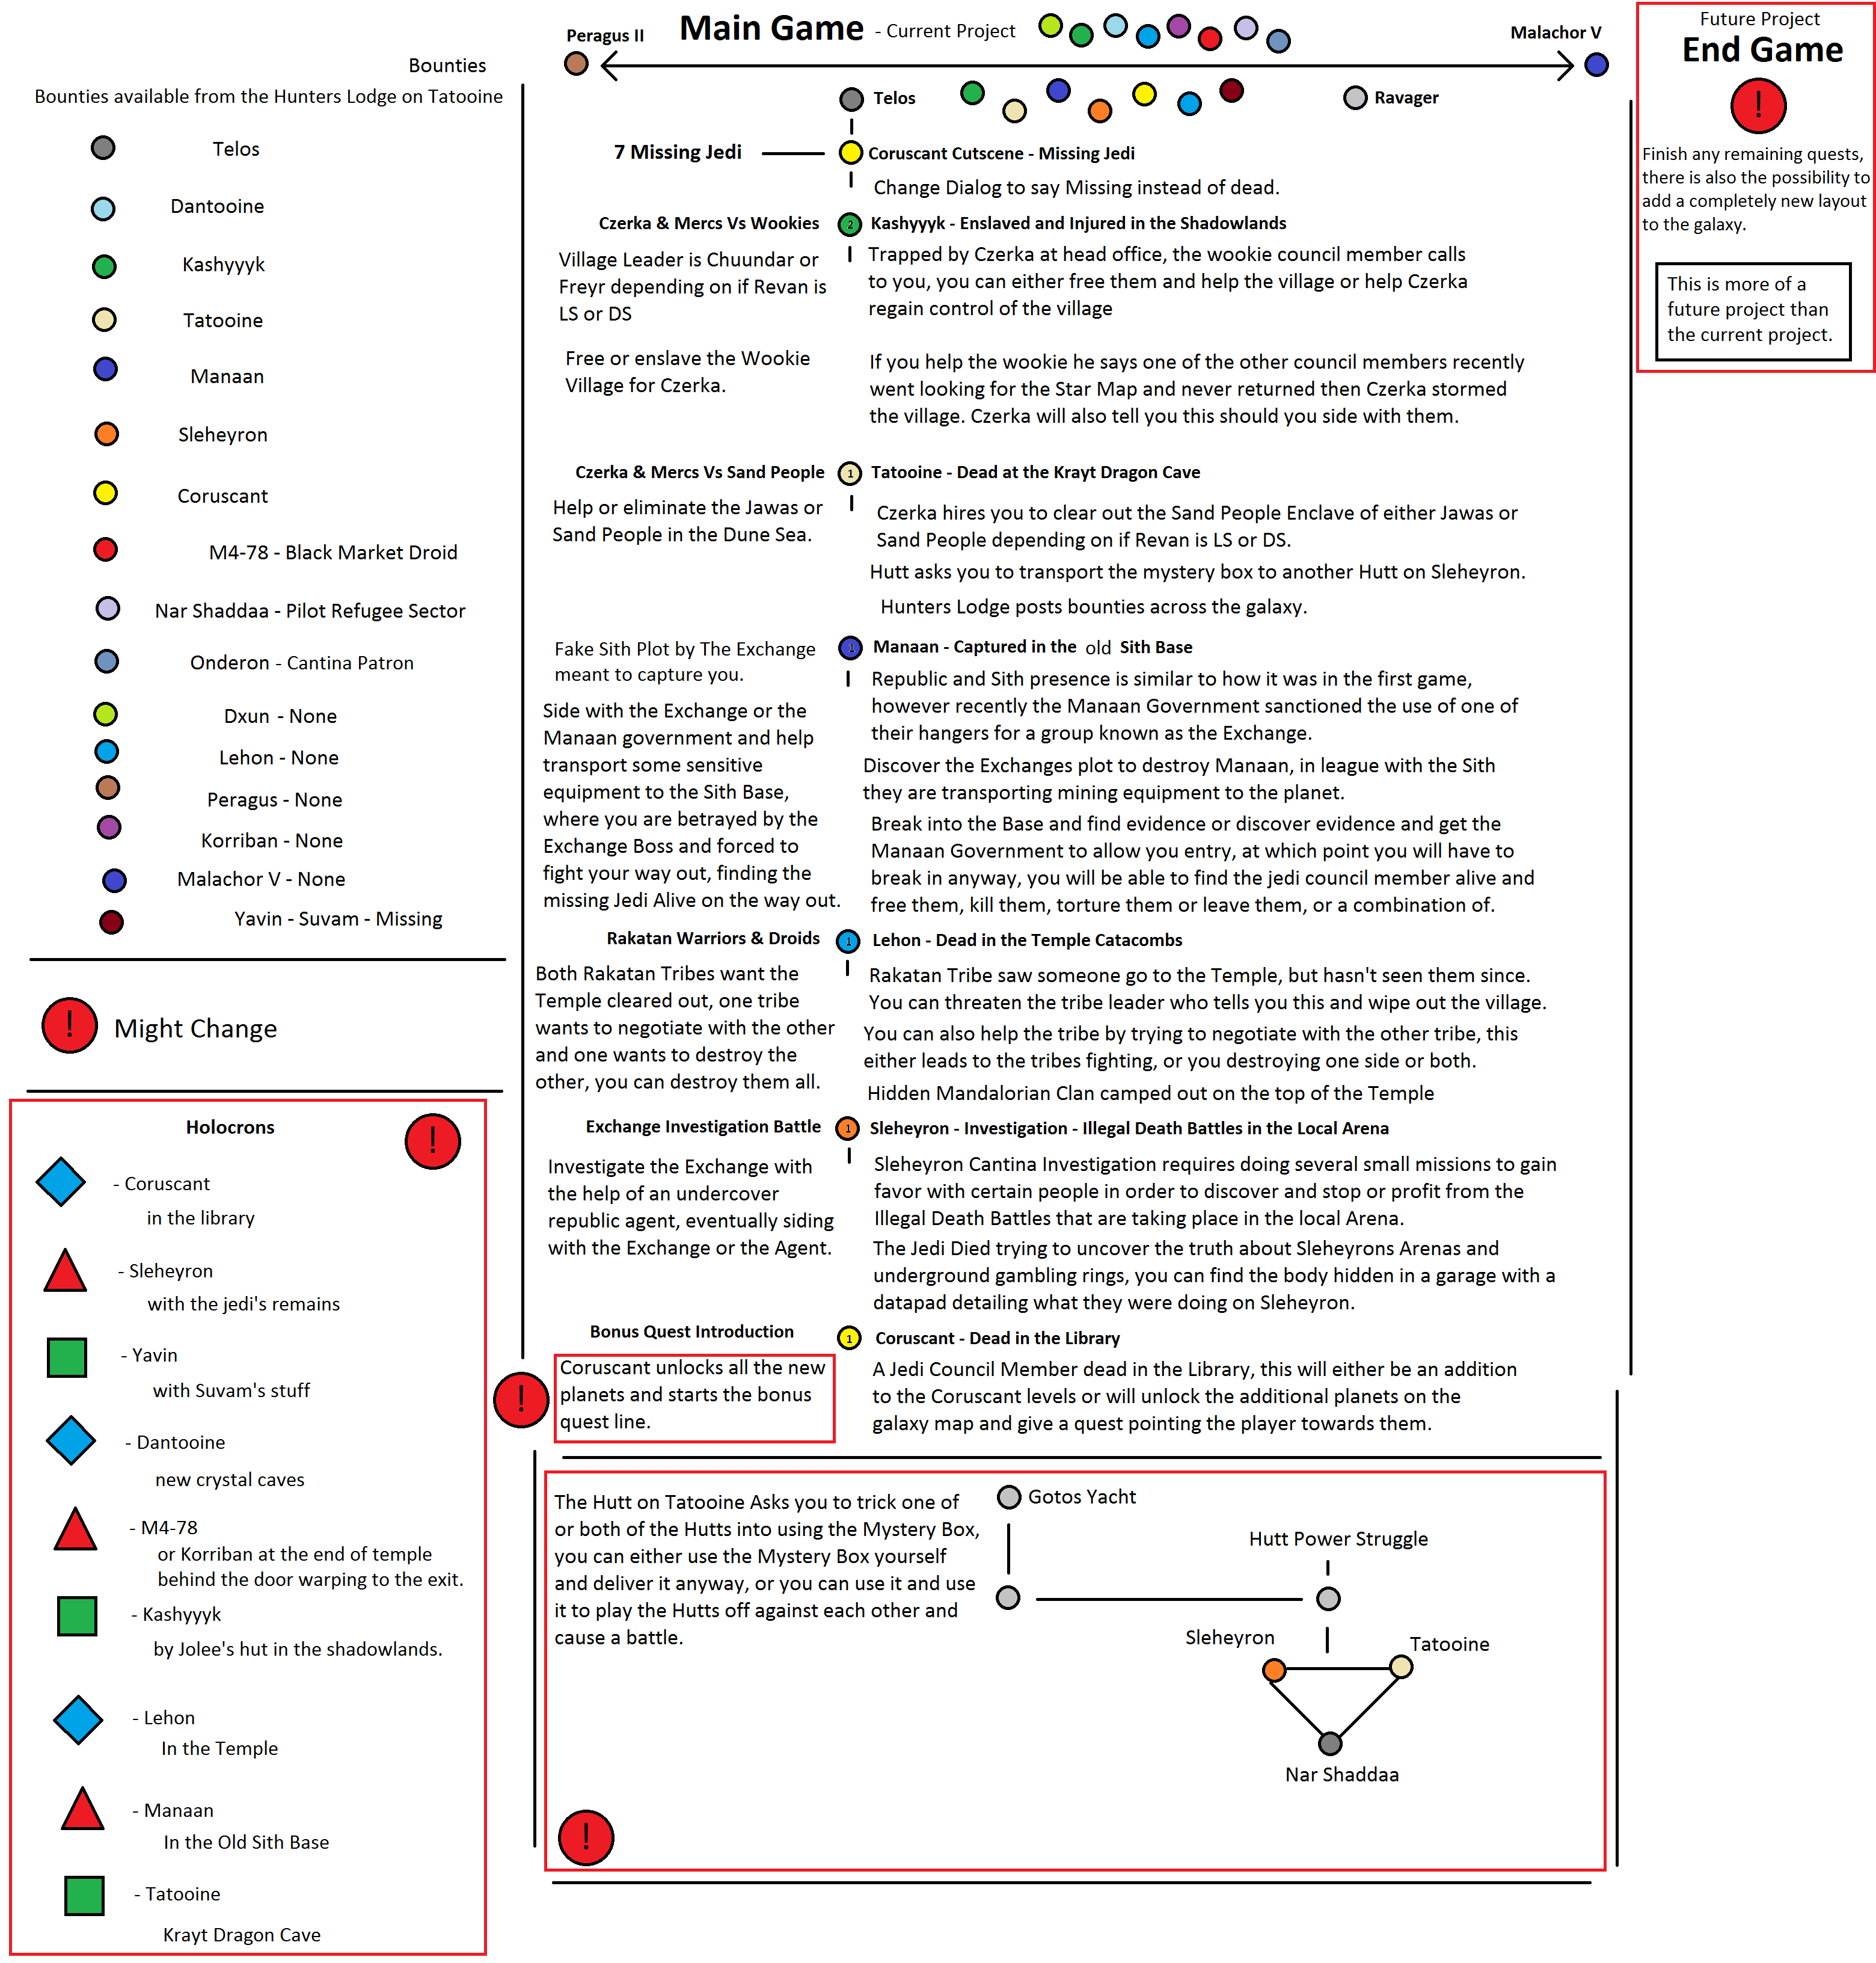 Bounties
Bounties available from the Hunters Lodge on Tatooine
Telos
Dantooine
Kashyyyk
Tatooine
Manaan
Sleheyron
Coruscant
M4-78 - Black Market Droid
Nar Shaddaa - Pilot Refugee Sector
Onderon - Cantina Patron
Dxun - None
Lehon - None
Peragus - None
Korriban - None
Malachor V - None
Yavin - Suvam - Missing
!
Might Change
Holocrons
!
- Coruscant
in the library
- Sleheyron
with the jedi's remains
- Yavin
with Suvam's stuff
- Dantooine
new crystal caves
- M4-78
or Korriban at the end of temple
behind the door warping to the exit.
- Kashyyyk
by Jolee's hut in the shadowlands.
- Lehon
In the Temple
- Manaan
In the Old Sith Base
- Tatooine
Krayt Dragon Cave
Main Game - Current Project
Peragus II
Malachor V
Telos
Ravager
7 Missing Jedi
Coruscant Cutscene - Missing Jedi
Change Dialog to say Missing instead of dead.
Czerka & Mercs Vs Wookies
Village Leader is Chuundar or
Freyr depending on if Revan is
LS or DS
Free or enslave the Wookie
Village for Czerka.
2
Kashyyyk - Enslaved and Injured in the Shadowlands
Trapped by Czerka at head office, the wookie council member calls
to you, you can either free them and help the village or help Czerka
regain control of the village
If you help the wookie he says one of the other council members recently
went looking for the Star Map and never returned then Czerka stormed
the village. Czerka will also tell you this should you side with them.
Czerka & Mercs Vs Sand People
Help or eliminate the Jawas or
Sand People in the Dune Sea.
1
Tatooine - Dead at the Krayt Dragon Cave
Czerka hires you to clear out the Sand People Enclave of either Jawas or
Sand People depending on if Revan is LS or DS.
Hutt asks you to transport the mystery box to another Hutt on Sleheyron.
Hunters Lodge posts bounties across the galaxy.
Fake Sith Plot by The Exchange
meant to capture you.
Side with the Exchange or the
Manaan government and help
transport some sensitive
equipment to the Sith Base,
where you are betrayed by the
Exchange Boss and forced to
fight your way out, finding the
missing Jedi Alive on the way out.
1
Manaan - Captured in the old Sith Base
Republic and Sith presence is similar to how it was in the first game,
however recently the Manaan Government sanctioned the use of one of
their hangers for a group known as the Exchange.
Discover the Exchanges plot to destroy Manaan, in league with the Sith
they are transporting mining equipment to the planet.
Break into the Base and find evidence or discover evidence and get the
Manaan Government to allow you entry, at which point you will have to
break in anyway, you will be able to find the jedi council member alive and
free them, kill them, torture them or leave them, or a combination of.
Rakatan Warriors & Droids
Both Rakatan Tribes want the
Temple cleared out, one tribe
wants to negotiate with the other
and one wants to destroy the
other, you can destroy them all.
1
Lehon - Dead in the Temple Catacombs
Rakatan Tribe saw someone go to the Temple, but hasn't seen them since.
You can threaten the tribe leader who tells you this and wipe out the village.
You can also help the tribe by trying to negotiate with the other tribe, this
either leads to the tribes fighting, or you destroying one side or both.
Hidden Mandalorian Clan camped out on the top of the Temple
Exchange Investigation Battle
Investigate the Exchange with
the help of an undercover
republic agent, eventually siding
with the Exchange or the Agent.
1
Sleheyron - Investigation - Illegal Death Battles in the Local Arena
Sleheyron Cantina Investigation requires doing several small missions to gain
favor with certain people in order to discover and stop or profit from the
Illegal Death Battles that are taking place in the local Arena.
The Jedi Died trying to uncover the truth about Sleheyrons Arenas and
underground gambling rings, you can find the body hidden in a garage with a
datapad detailing what they were doing on Sleheyron.
Bonus Quest Introduction
!
Coruscant unlocks all the new
planets and starts the bonus
quest line.
1
Coruscant - Dead in the Library
A Jedi Council Member dead in the Library, this will either be an addition
to the Coruscant levels or will unlock the additional planets on the
galaxy map and give a quest pointing the player towards them.
The Hutt on Tatooine Asks you to trick one of
or both of the Hutts into using the Mystery Box,
you can either use the Mystery Box yourself
and deliver it anyway, or you can use it and use
it to play the Hutts off against each other and
cause a battle.
Gotos Yacht
Hutt Power Struggle
Sleheyron
Tatooine
Nar Shaddaa
!
Future Project
End Game
!
Finish any remaining quests,
there is also the possibility to
add a completely new layout
to the galaxy.
This is more of a
future project than
the current project.